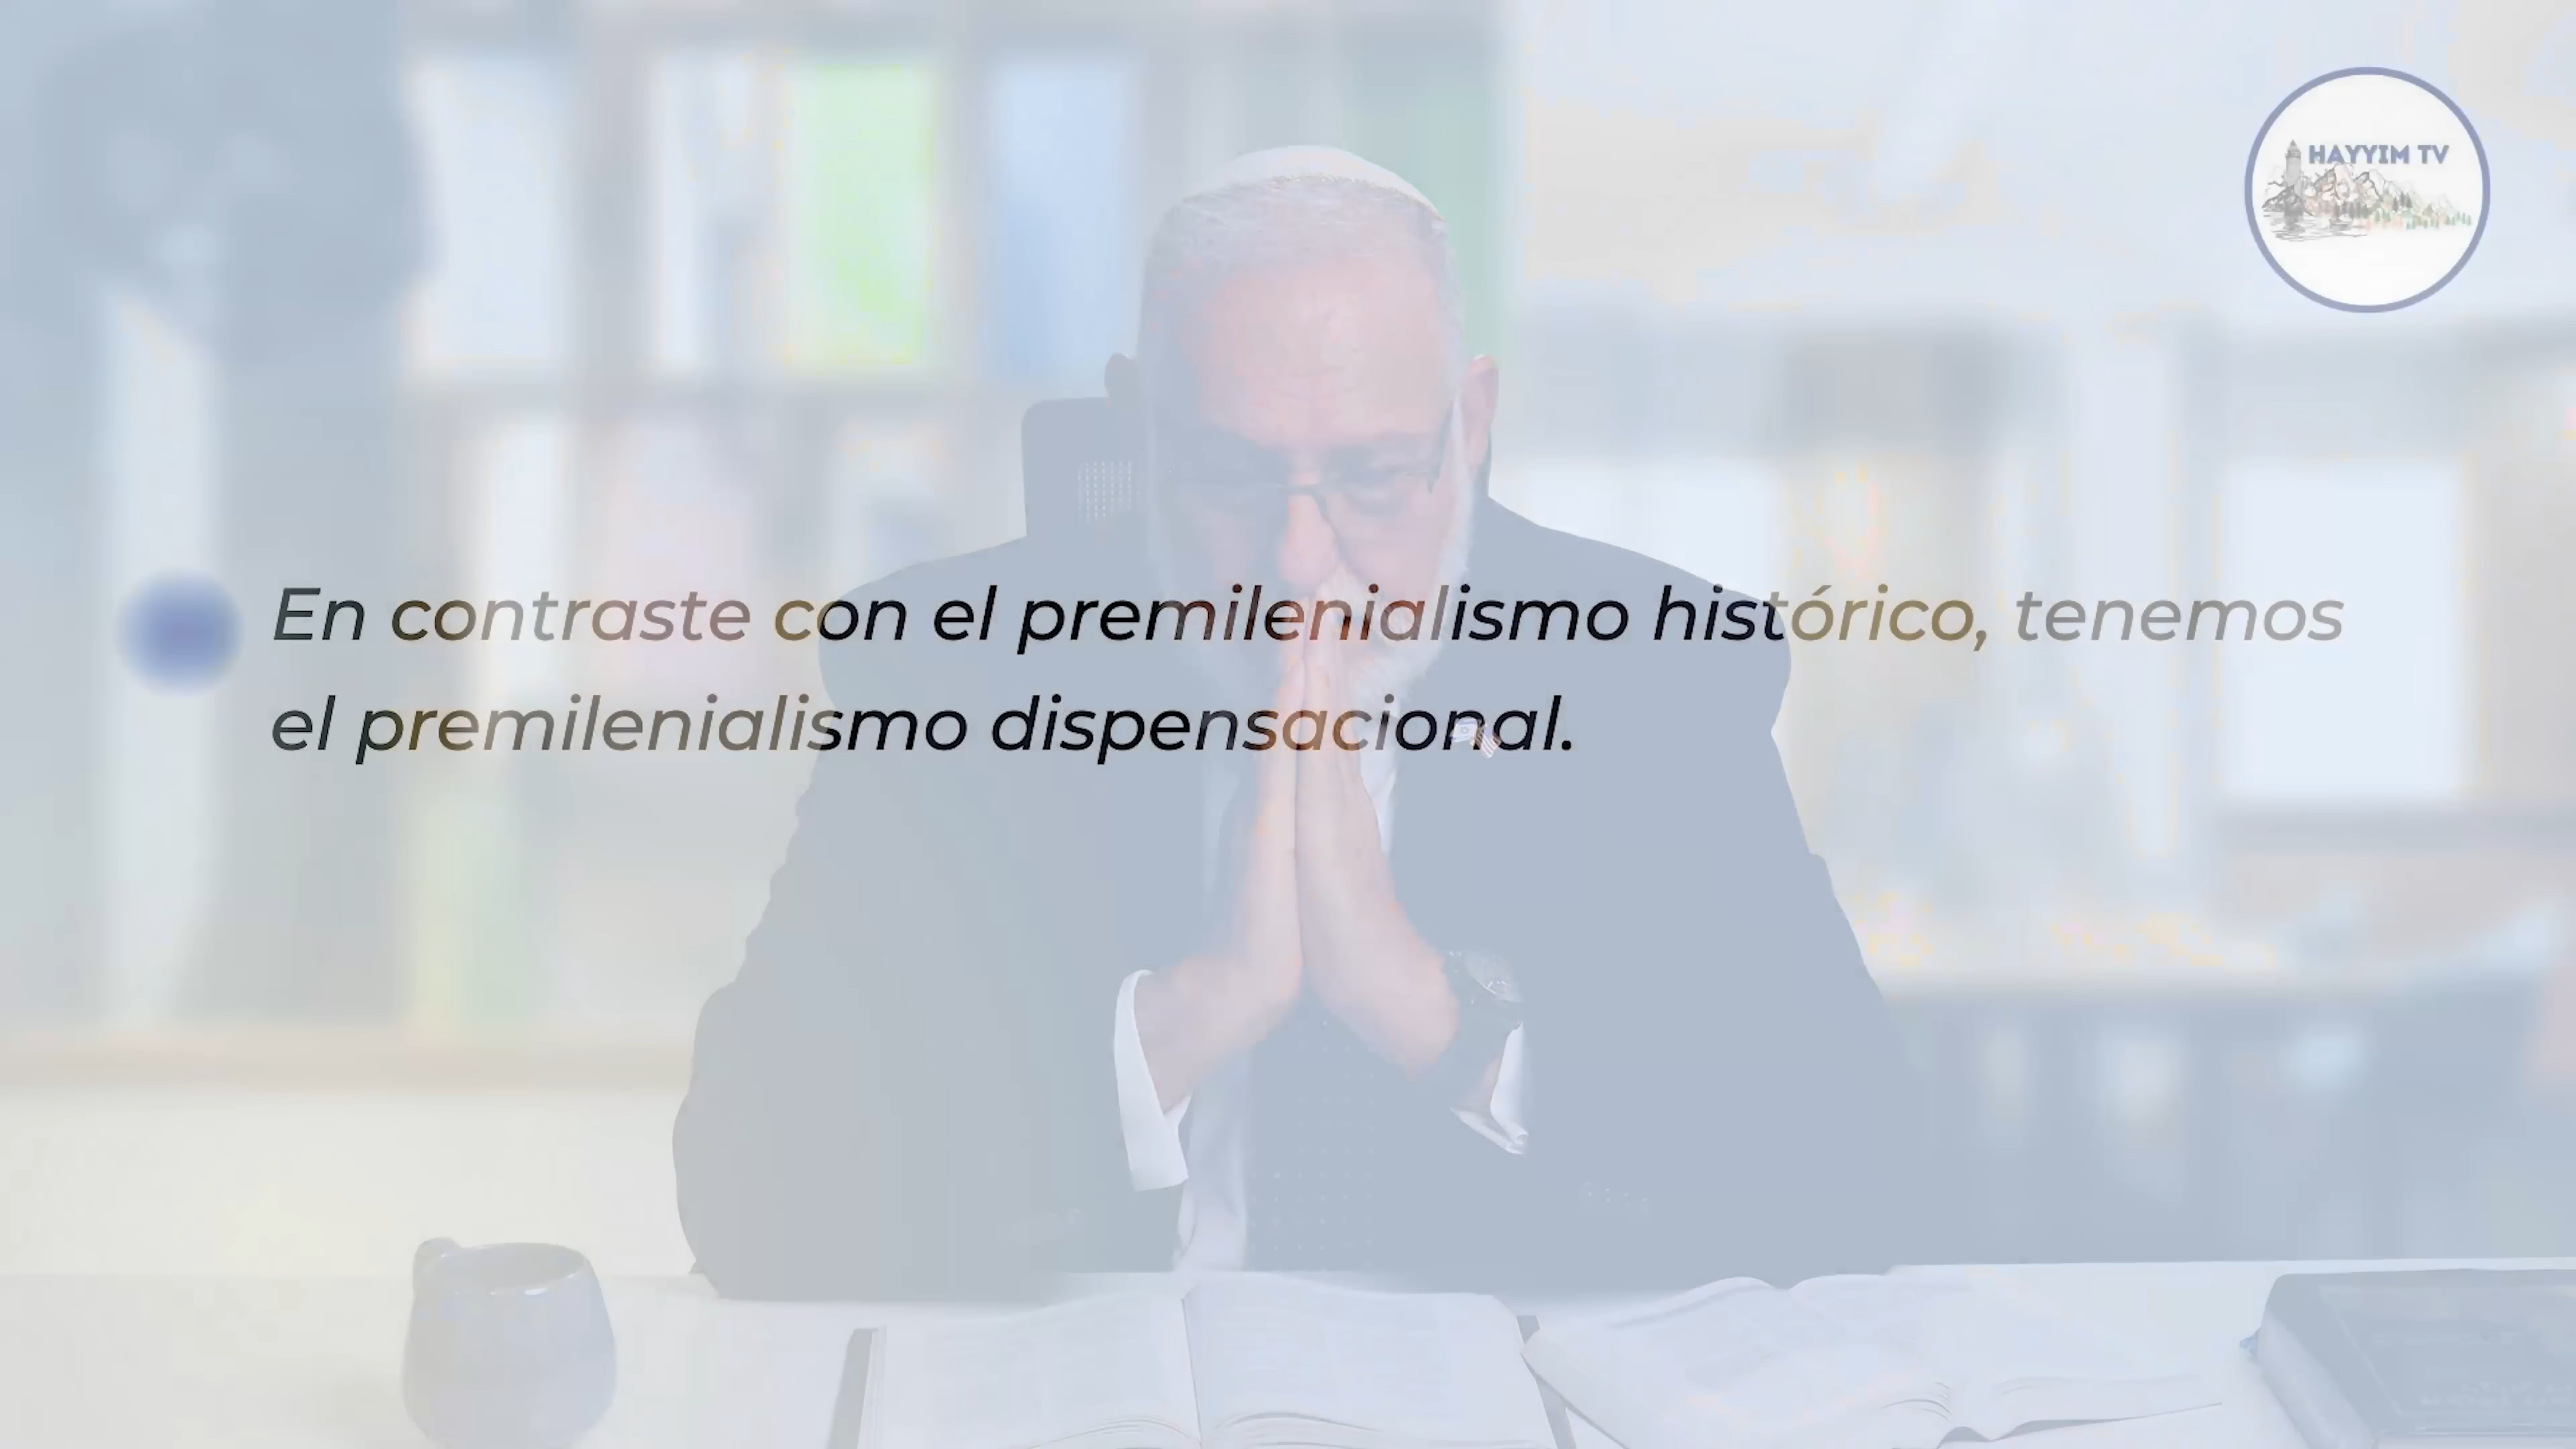 HAYYIM TV
En contraste con el premilenialismo histórico, tenemos
el premilenialismo dispensacional.